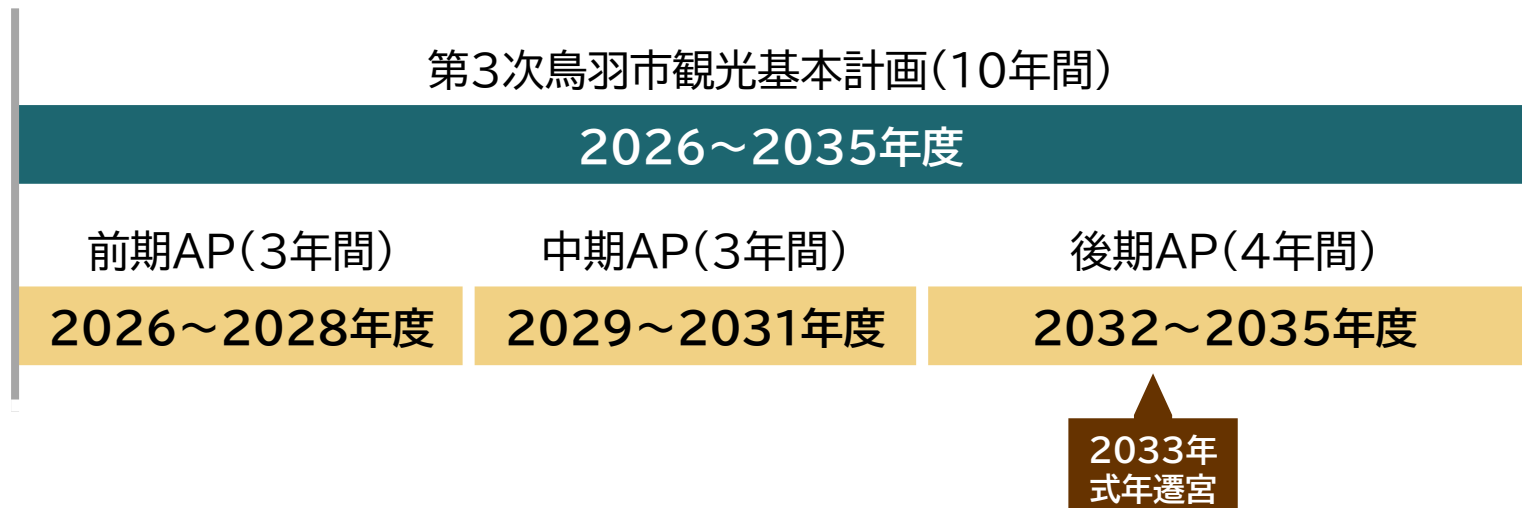 第3次鳥羽市観光基本計画(10年間)
2026～2035年度
前期AP(3年間)
中期AP(3年間)
後期AP(4年間)
2026～2028年度
2029～2031年度
2032～2035年度
2033年
式年遷宮